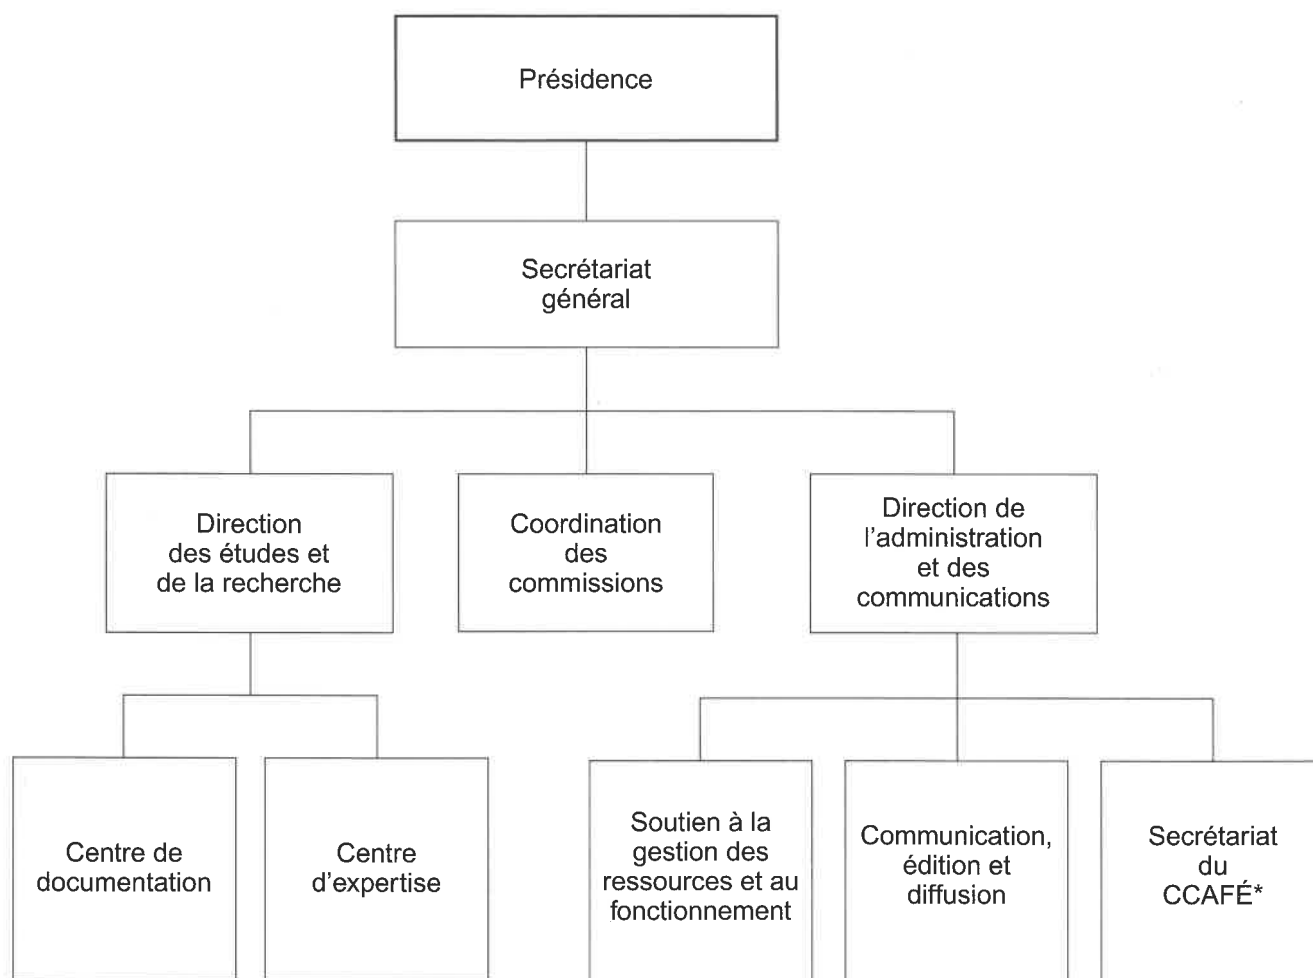 Présidence
Secrétariat
général
Direction
des études et
de la recherche
Coordination
des
commissions
Direction de
l'administration
et des
communications
Centre de
documentation
Centre
d'expertise
Soutien à la
gestion des
ressources et au
fonctionnement
Communication,
édition et
diffusion
Secrétariat
du
CCAFÉ*